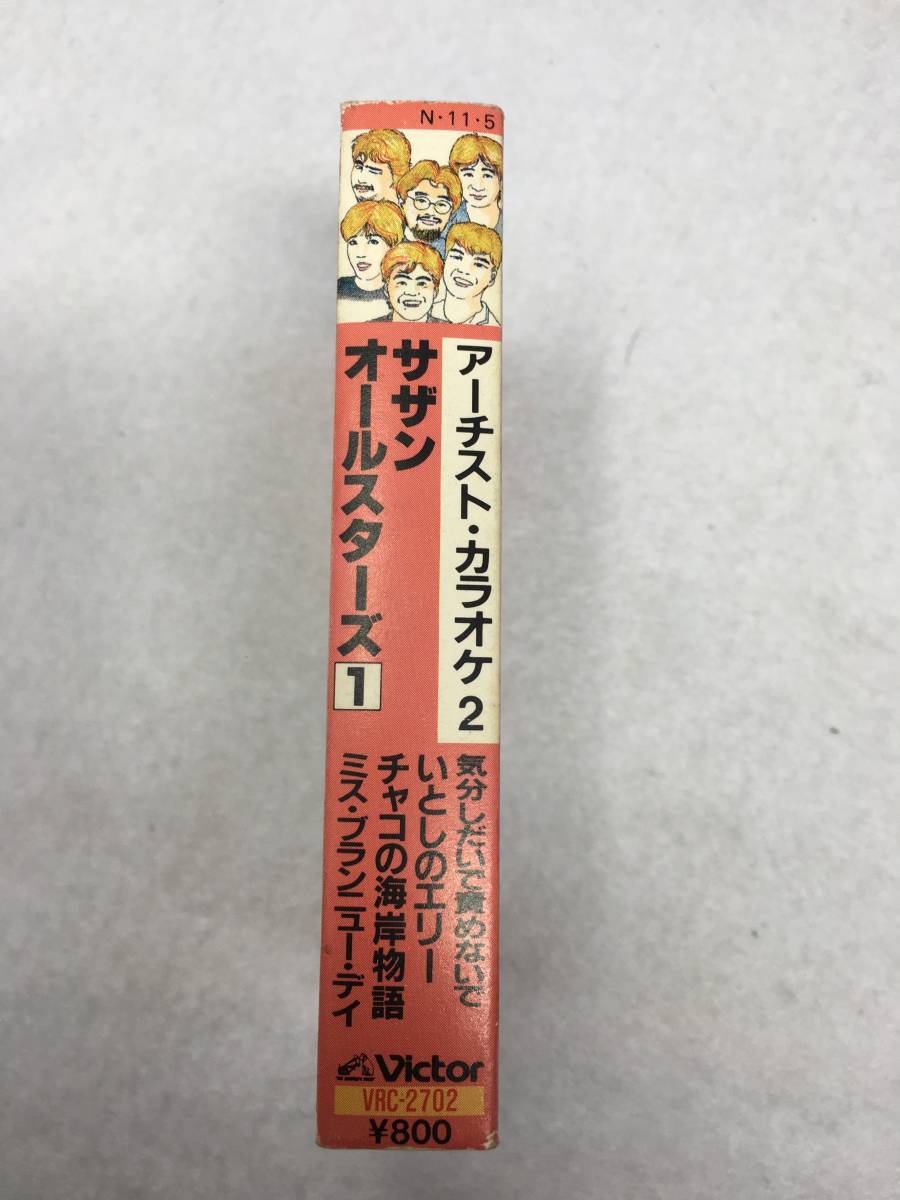 N・11・5
アーチスト・カラオケ 2
サザン
オールスターズ 1
気分しだいで責めないで
いとしのエリー
チャコの海岸物語
ミス・ブランニュー・デイ
Victor
VRC-2702
¥800